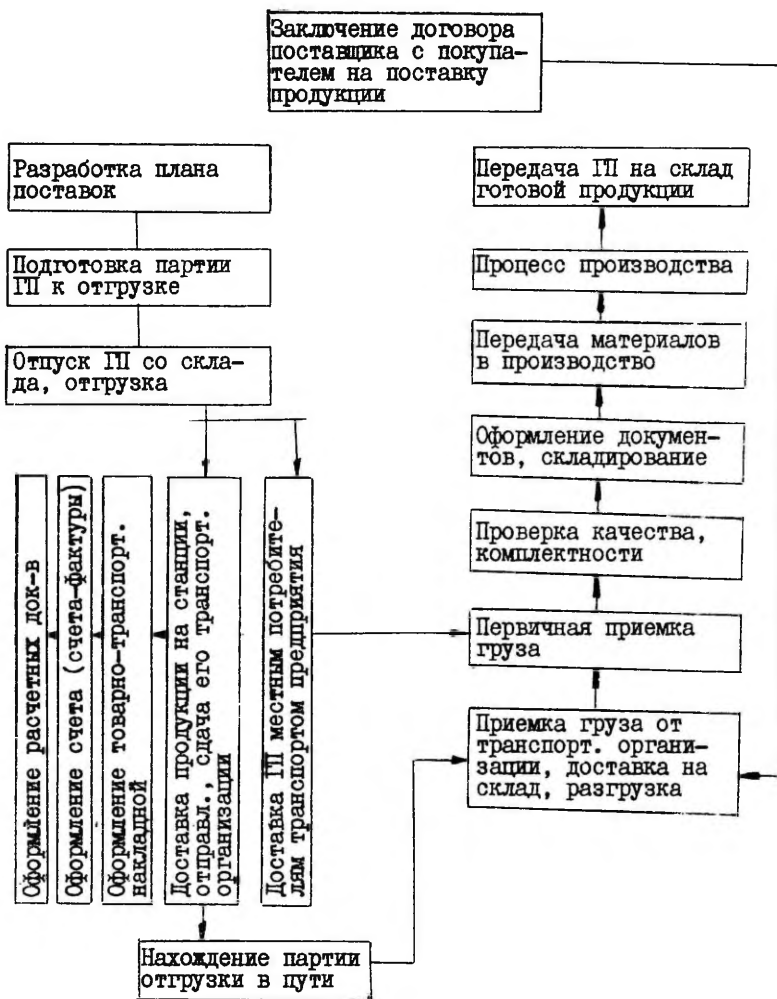 Заключение договора
поставщика с покупа-
телем на поставку
продукции
Разработка плана
поставок
Подготовка партии
ГП к отгрузке
Отпуск ГП со скла-
да, отгрузка
Оформление расчетных док-в
Оформление счета (счета-фактуры)
Оформление товарно-транспорт.
накладной
Доставка продукции на станции,
отправл., сдача его транспорт.
организации
Доставка ГП местным потребите-
лям транспортом предприятия
Нахождение партии
отгрузки в пути
Передача ГП на склад
готовой продукции
Процесс производства
Передача материалов
в производство
Оформление докумен-
тов, складирование
Проверка качества,
комплектности
Первичная приемка
груза
Приемка груза от
транспорт. органи-
зации, доставка на
склад, разгрузка